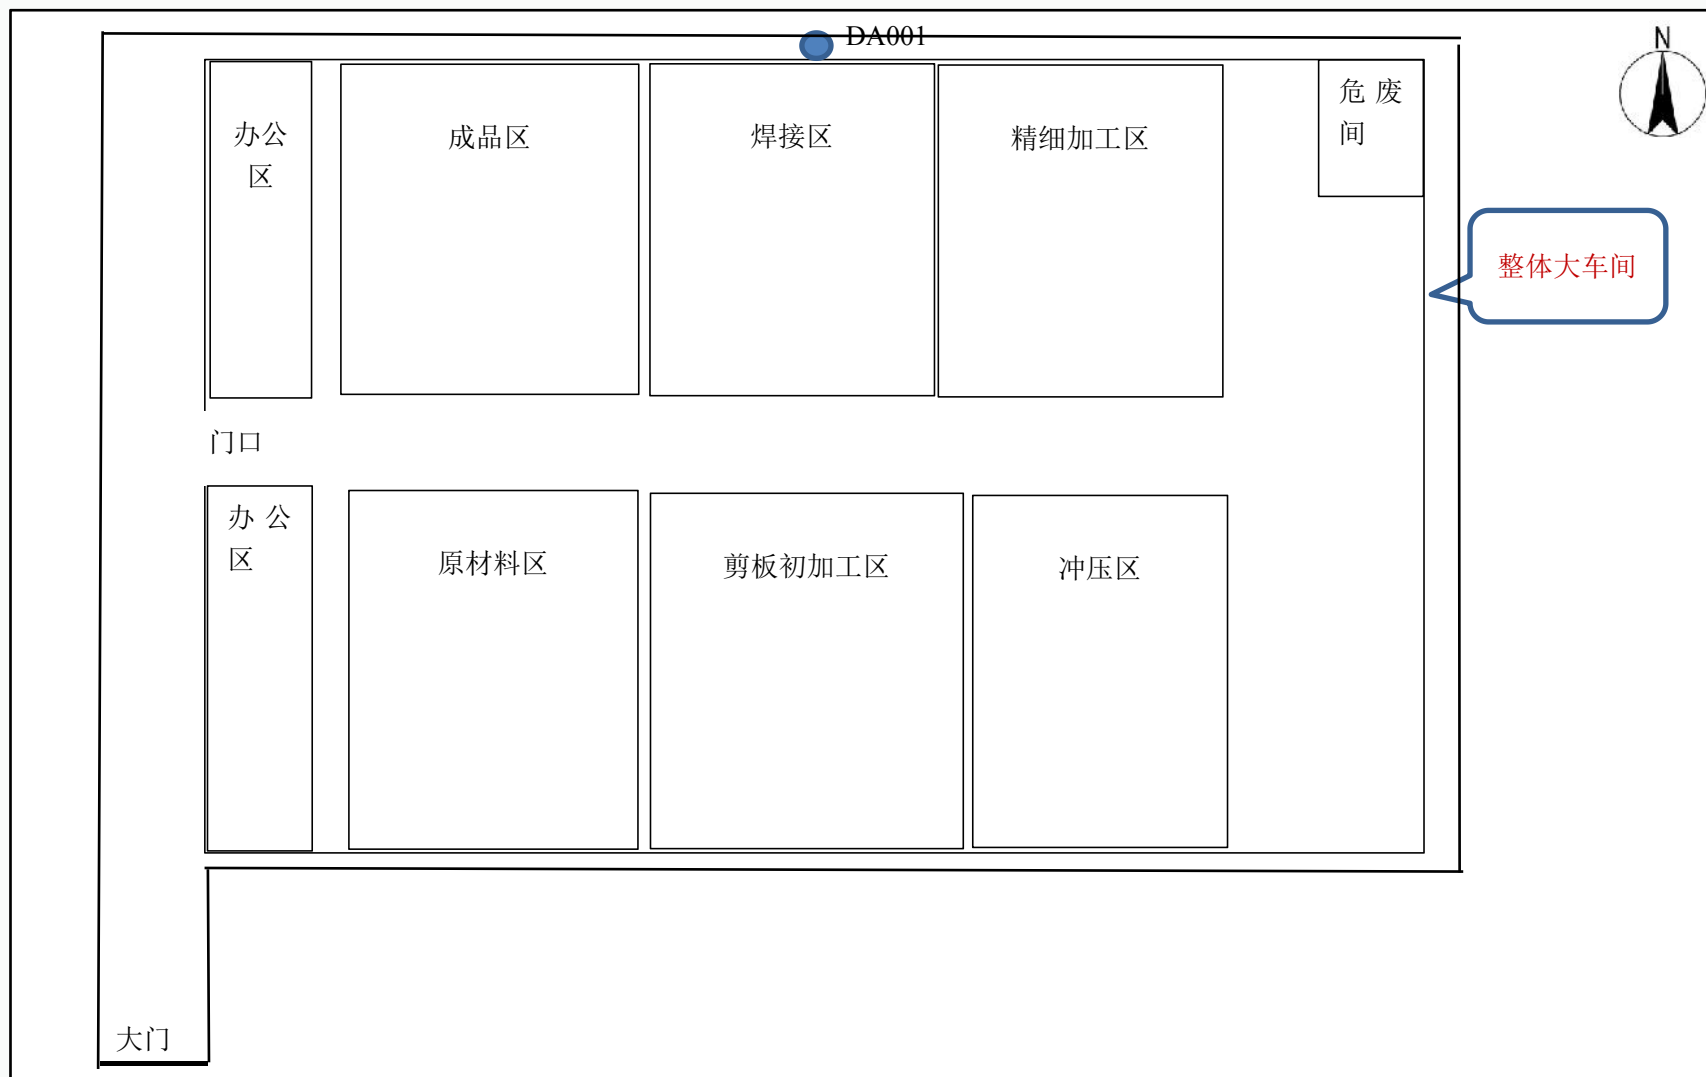 DA001
N
办公
区
成品区
焊接区
精细加工区
危 废
间
整体大车间
门口
办 公
区
原材料区
剪板初加工区
冲压区
大门